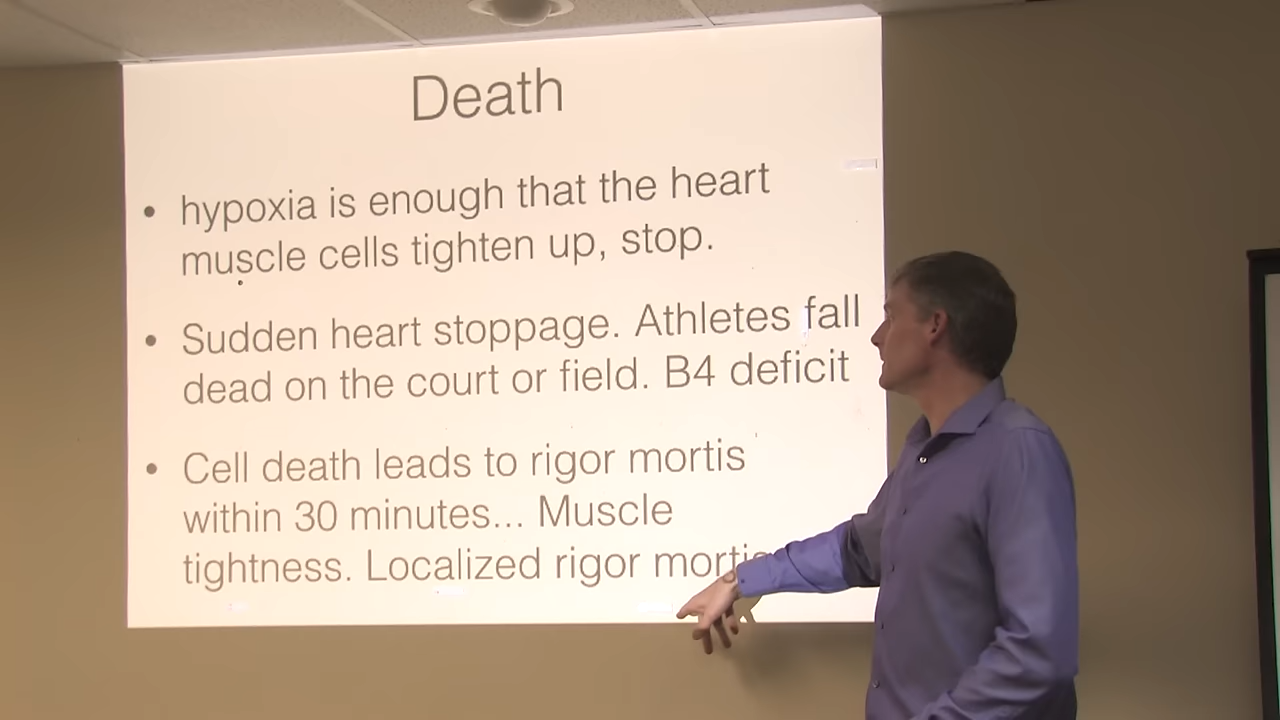 Death
• hypoxia is enough that the heart
muscle cells tighten up, stop.
• Sudden heart stoppage. Athletes fall
dead on the court or field. B4 deficit
• Cell death leads to rigor mortis
within 30 minutes... Muscle
tightness. Localized rigor mortis